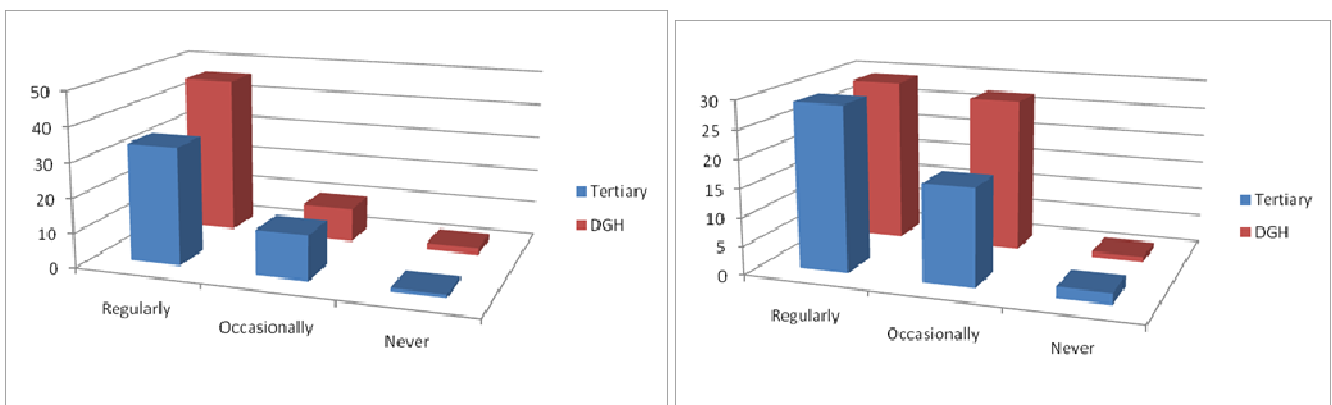 50
40
30
20
10
0
Regularly
Occasionally
Never
Tertiary
DGH
30
25
20
15
10
5
0
Regularly
Occasionally
Never
Tertiary
DGH